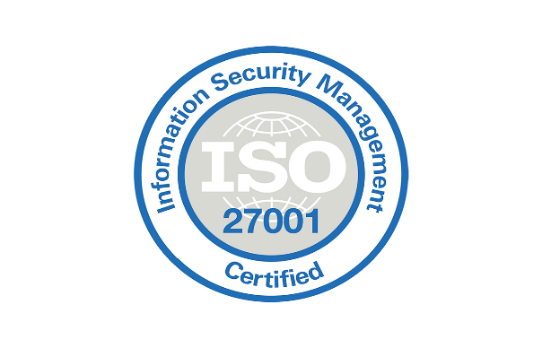 Information Security Management
ISO
27001
Certified